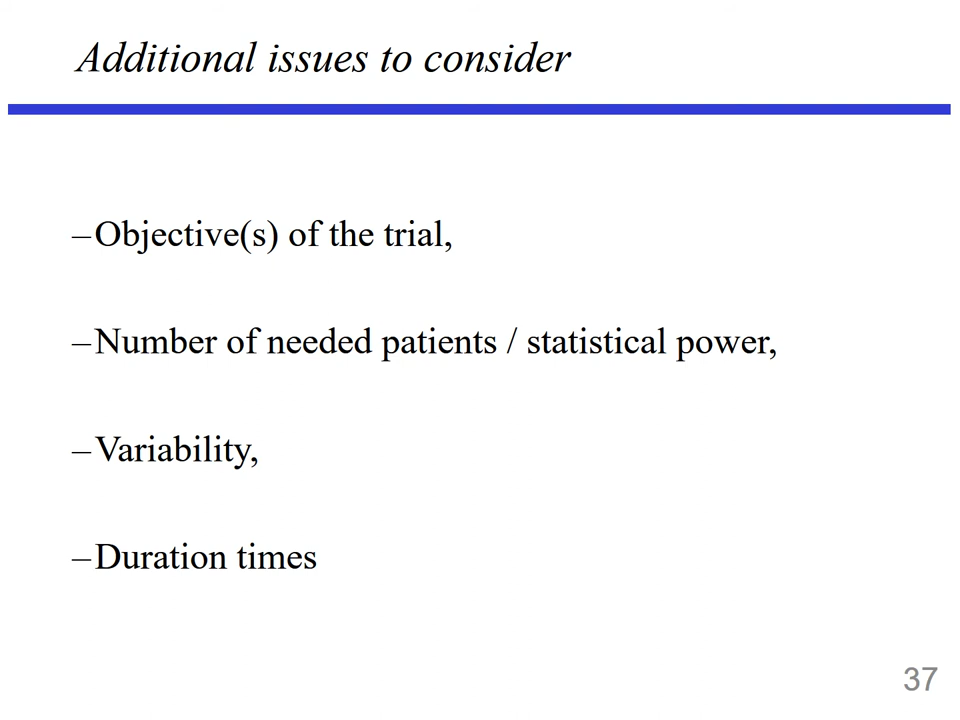 Additional issues to consider
–Objective(s) of the trial,
–Number of needed patients / statistical power,
–Variability,
–Duration times
37